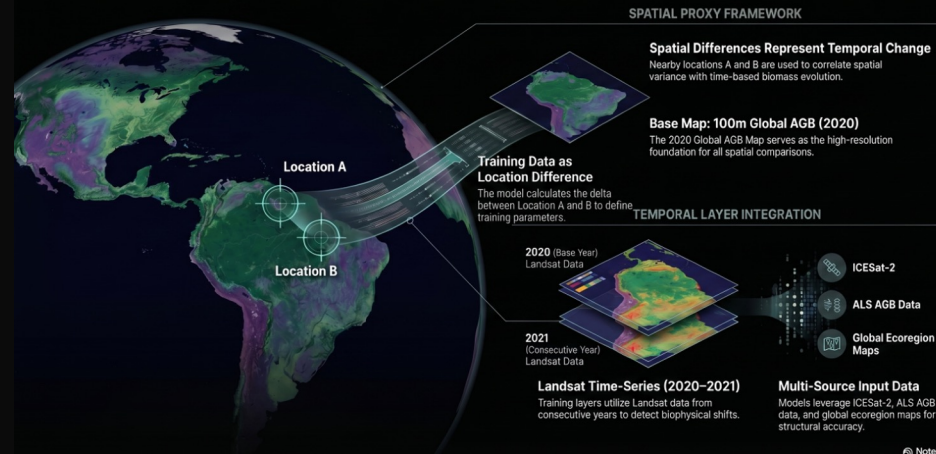 SPATIAL PROXY FRAMEWORK
Spatial Differences Represent Temporal Change
Nearby locations A and B are used to correlate spatial
variance with time-based biomass evolution.
Base Map: 100m Global AGB (2020)
The 2020 Global AGB Map serves as the high-resolution
foundation for all spatial comparisons.
Location A
Location B
Training Data as
Location Difference
The model calculates the delta
between Location A and B to define
training parameters.
TEMPORAL LAYER INTEGRATION
2020 (Base Year)
Landsat Data
2021
(Consecutive Year)
Landsat Data
ICESat-2
ALS AGB Data
Global Ecoregion
Maps
Landsat Time-Series (2020–2021)
Training layers utilize Landsat data from
consecutive years to detect biophysical shifts.
Multi-Source Input Data
Models leverage ICESat-2, ALS AGB
data, and global ecoregion maps for
structural accuracy.
Note